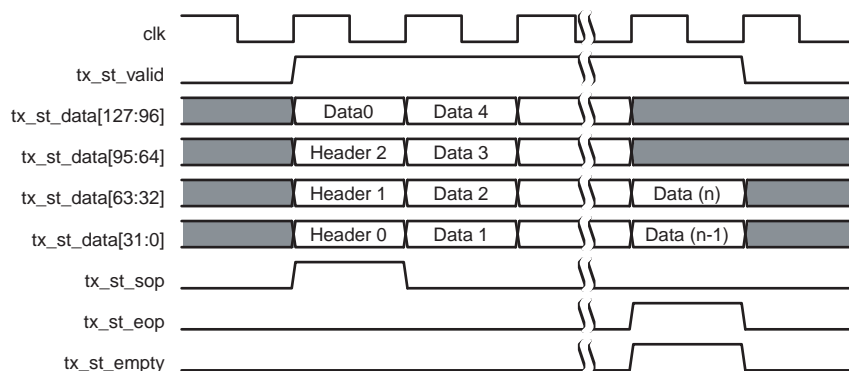 clk
tx_st_valid
tx_st_data[127:96] Data0 Data 4
tx_st_data[95:64] Header 2 Data 3
tx_st_data[63:32] Header 1 Data 2 Data (n)
tx_st_data[31:0] Header 0 Data 1 Data (n-1)
tx_st_sop
tx_st_eop
tx_st_empty